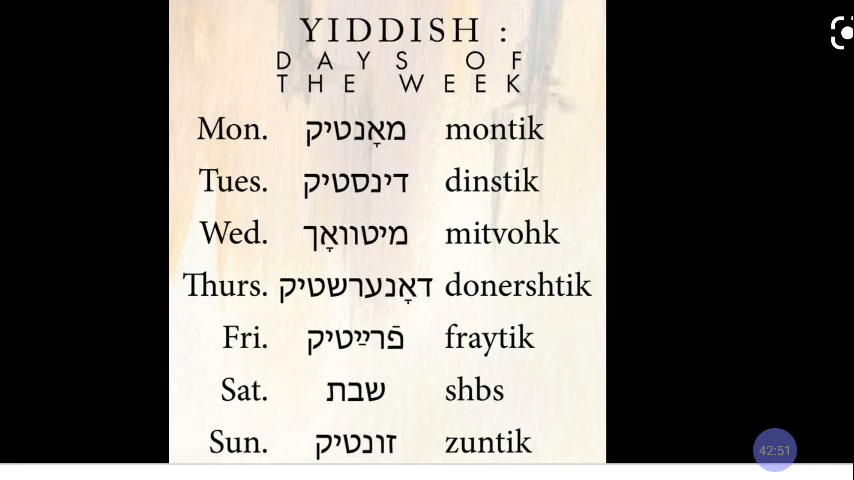 YIDDISH :
DAYS OF
THE WEEK
Mon. מאָנטיק montik
Tues. דינסטיק dinstik
Wed. מיטוואָך mitvohk
Thurs. דאָנערשטיק donershtik
Fri. פֿרײַטיק fraytik
Sat. שבת shbs
Sun. זונטיק zuntik
42:51